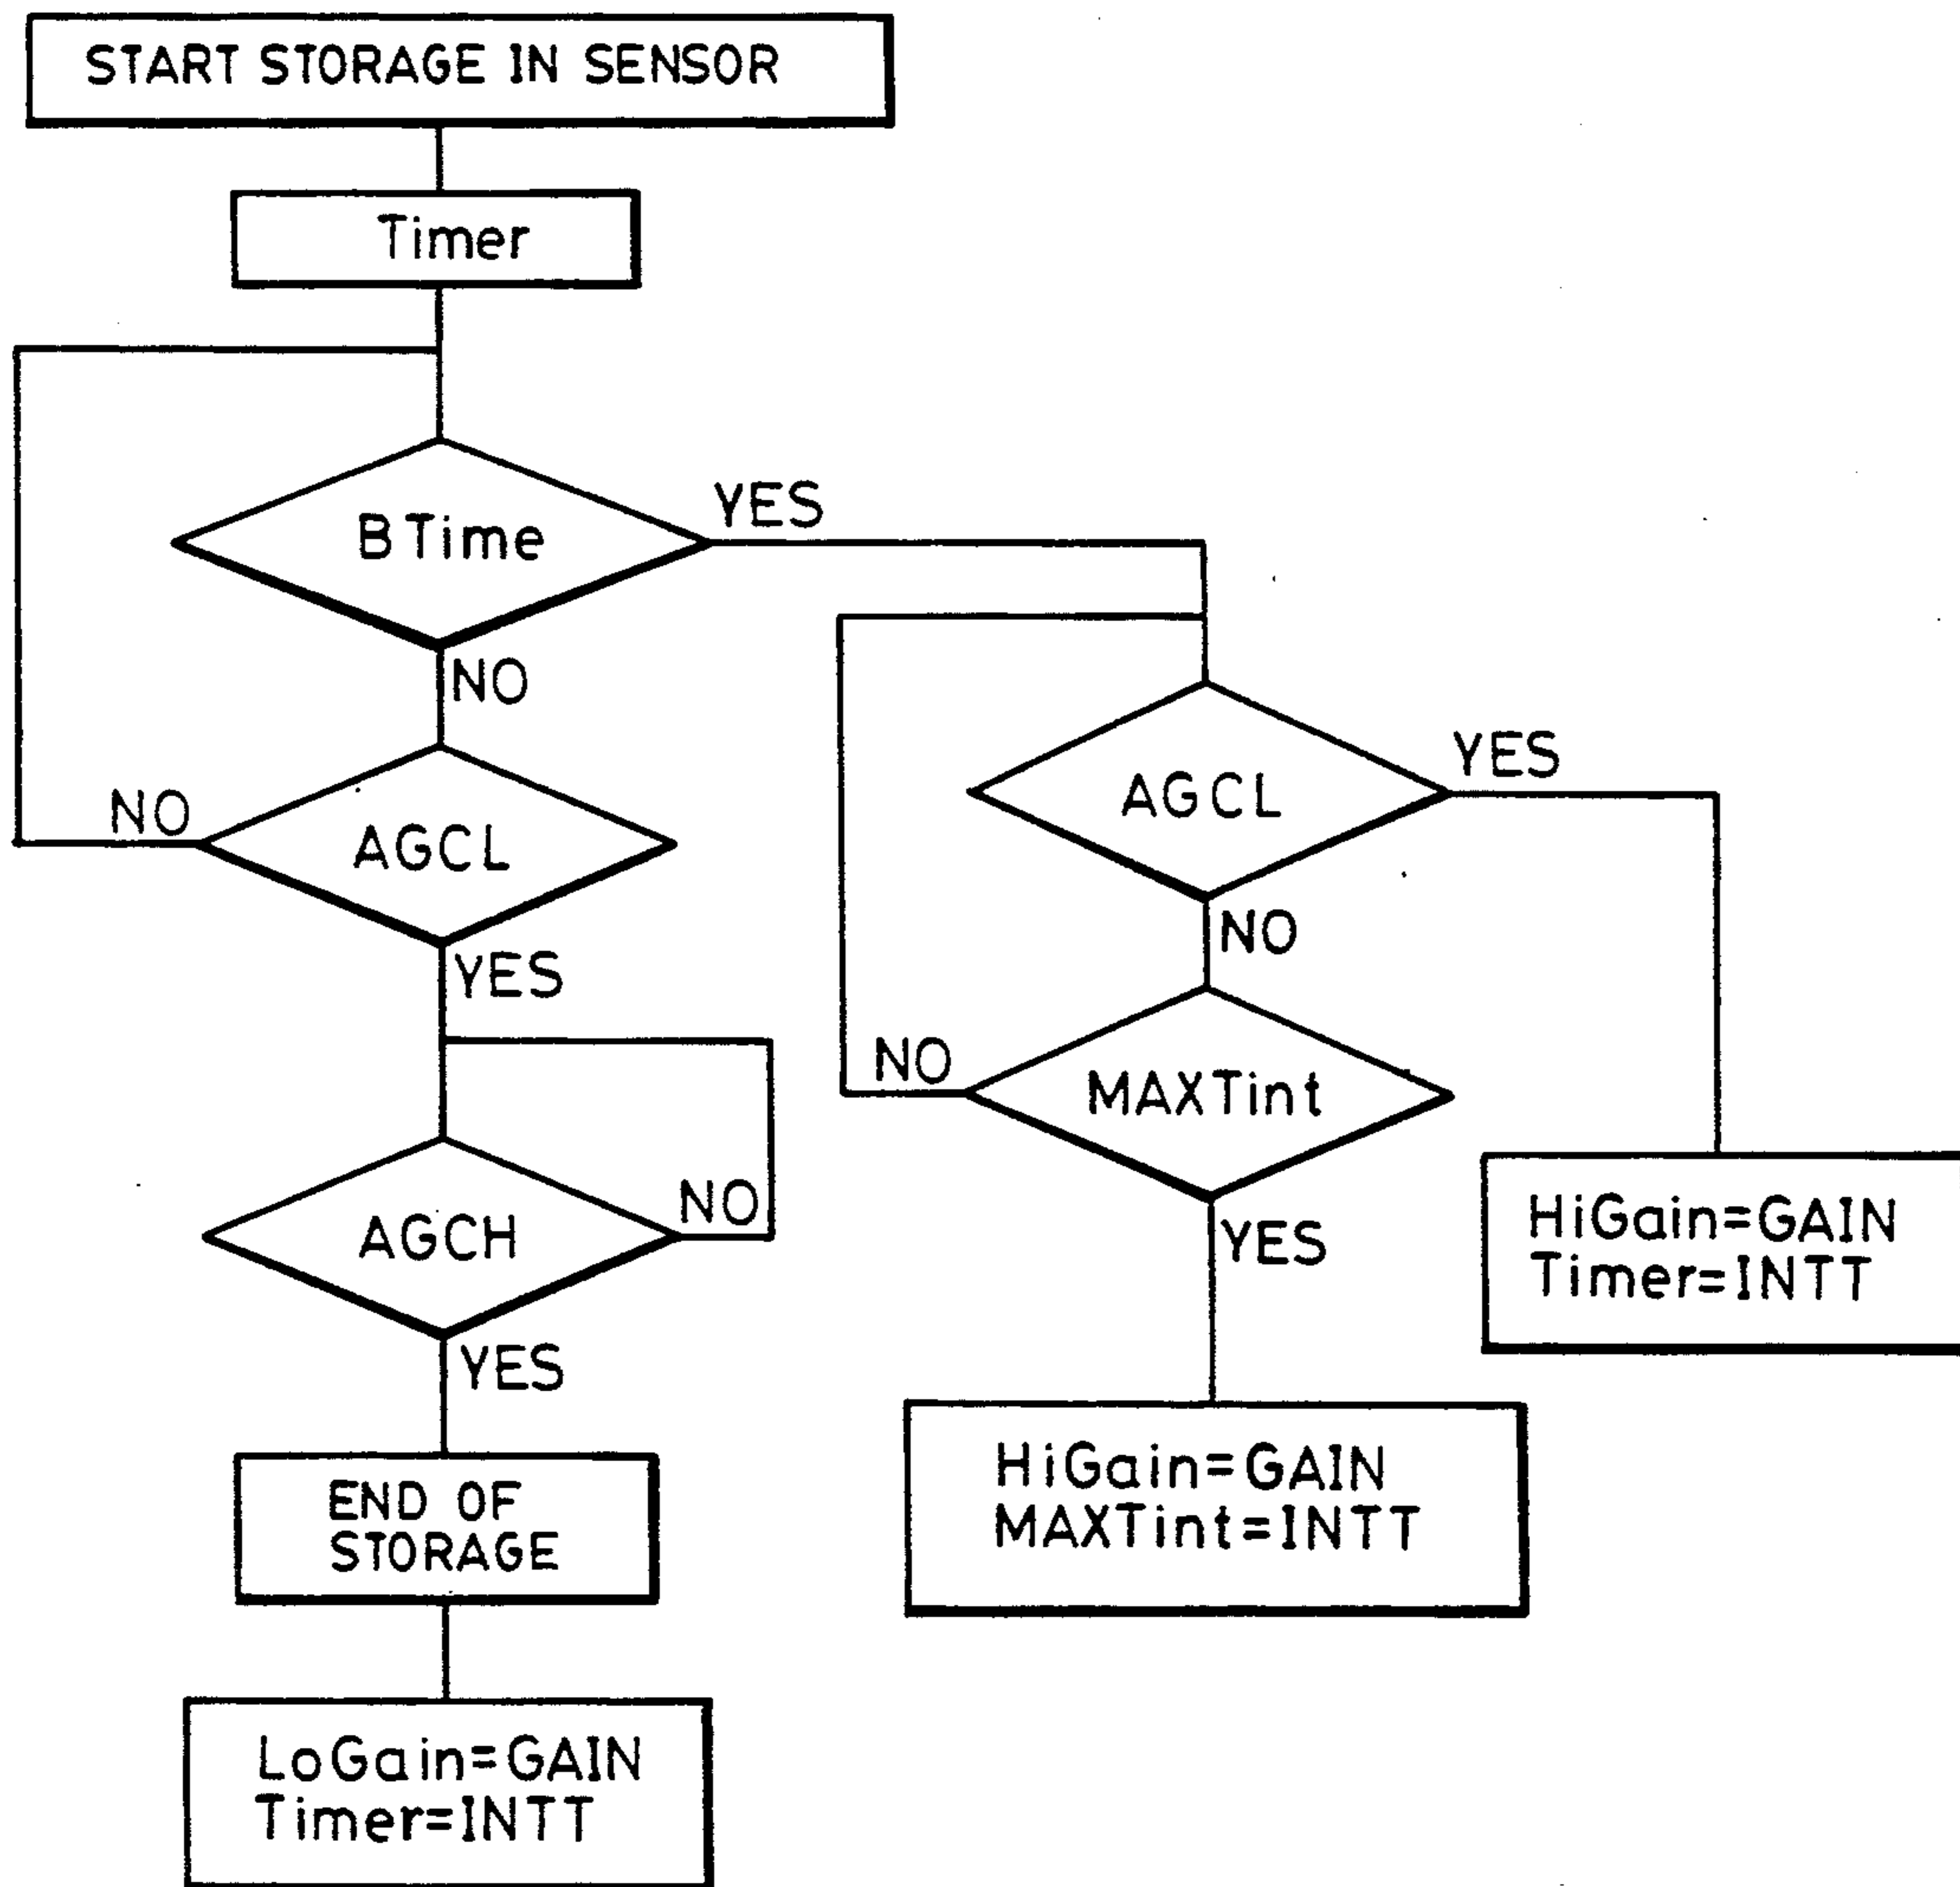 START STORAGE IN SENSOR
Timer
BTime
YES
NO
AGCL
NO
YES
AGCH
NO
YES
END OF
STORAGE
LoGain=GAIN
Timer=INTT
AGCL
YES
NO
MAXTint
NO
YES
HiGain=GAIN
MAXTint=INTT
HiGain=GAIN
Timer=INTT